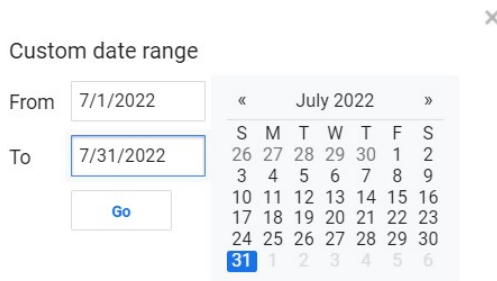 ×
Custom date range
From 7/1/2022
To 7/31/2022
Go
« July 2022 »
S M T W T F S
26 27 28 29 30 1 2
3 4 5 6 7 8 9
10 11 12 13 14 15 16
17 18 19 20 21 22 23
24 25 26 27 28 29 30
31 1 2 3 4 5 6